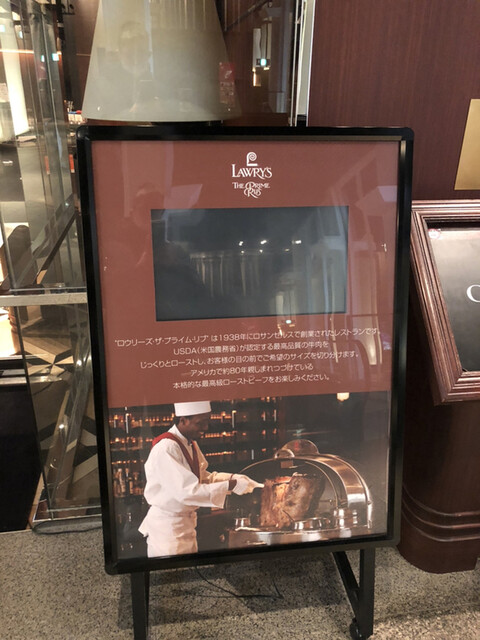 LAWRY'S
THE PRIME RIB
"ロウリーズ・ザ・プライム・リブ" は1938年にロサンゼルスで創業されたレストランです。
USDA(米国農務省)が認定する最高品質の牛肉を
じっくりとローストし、お客様の目の前でご希望のサイズを切り分けます。
アメリカで約80年親しまれつづけている
本格的な最高級ローストビーフをお楽しみください。